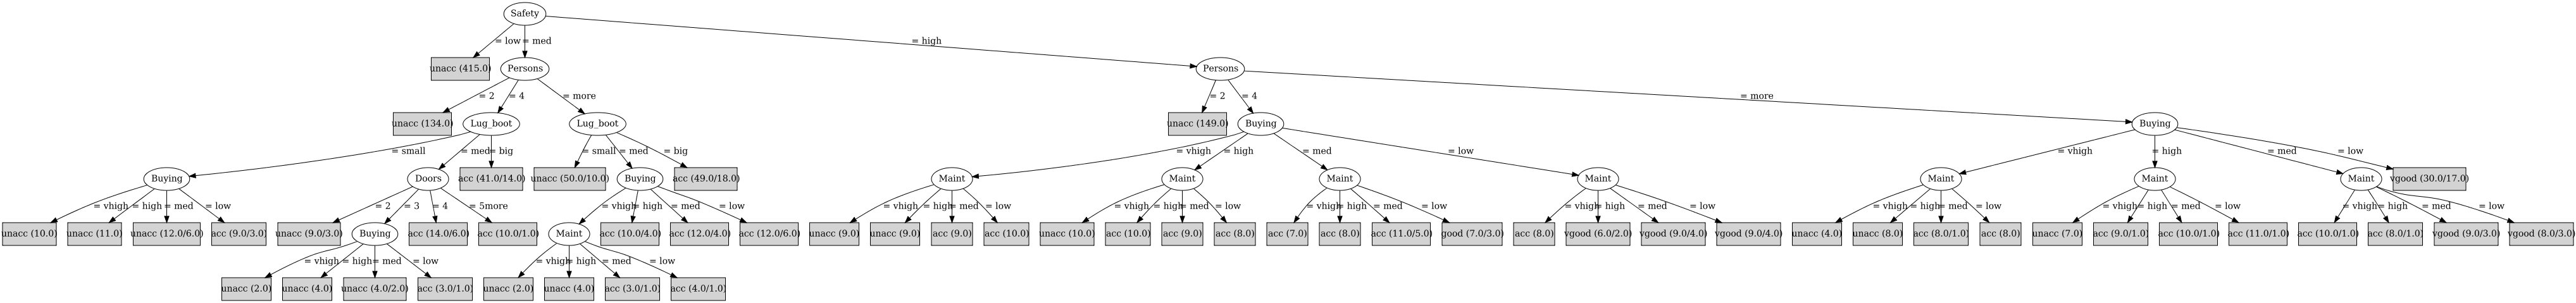 Safety
= low = med = high
unacc (415.0) Persons Persons
= 2 = 4 = more = 2 = 4 = more
unacc (134.0) Lug_boot Lug_boot unacc (149.0) Buying Buying
= small = med = big = small = med = big = vhigh = high = med = low = vhigh = high = med = low
Buying Doors acc (41.0/14.0) unacc (50.0/10.0) Buying acc (49.0/18.0) Maint Maint Maint Maint Maint Maint Maint vgood (30.0/17.0)
= vhigh = high = med = low = 2 = 3 = 4 = 5more = vhigh = high = med = low = vhigh = high = med = low = vhigh = high = med = low = vhigh = high = med = low = vhigh = high = med = low = vhigh = high = med = low = vhigh = high = med = low = vhigh = high = med = low
unacc (10.0) unacc (11.0) unacc (12.0/6.0) acc (9.0/3.0) unacc (9.0/3.0) Buying acc (14.0/6.0) acc (10.0/1.0) Maint acc (10.0/4.0) acc (12.0/4.0) acc (12.0/6.0) unacc (9.0) unacc (9.0) acc (9.0) acc (10.0) unacc (10.0) acc (10.0) acc (9.0) acc (8.0) acc (7.0) acc (8.0) acc (11.0/5.0) good (7.0/3.0) acc (8.0) vgood (6.0/2.0) vgood (9.0/4.0) vgood (9.0/4.0) unacc (4.0) unacc (8.0) acc (8.0/1.0) acc (8.0) unacc (7.0) acc (9.0/1.0) acc (10.0/1.0) acc (11.0/1.0) acc (10.0/1.0) acc (8.0/1.0) vgood (9.0/3.0) vgood (8.0/3.0)
= vhigh = high = med = low = vhigh = high = med = low
unacc (2.0) unacc (4.0) unacc (4.0/2.0) acc (3.0/1.0) unacc (2.0) unacc (4.0) acc (3.0/1.0) acc (4.0/1.0)